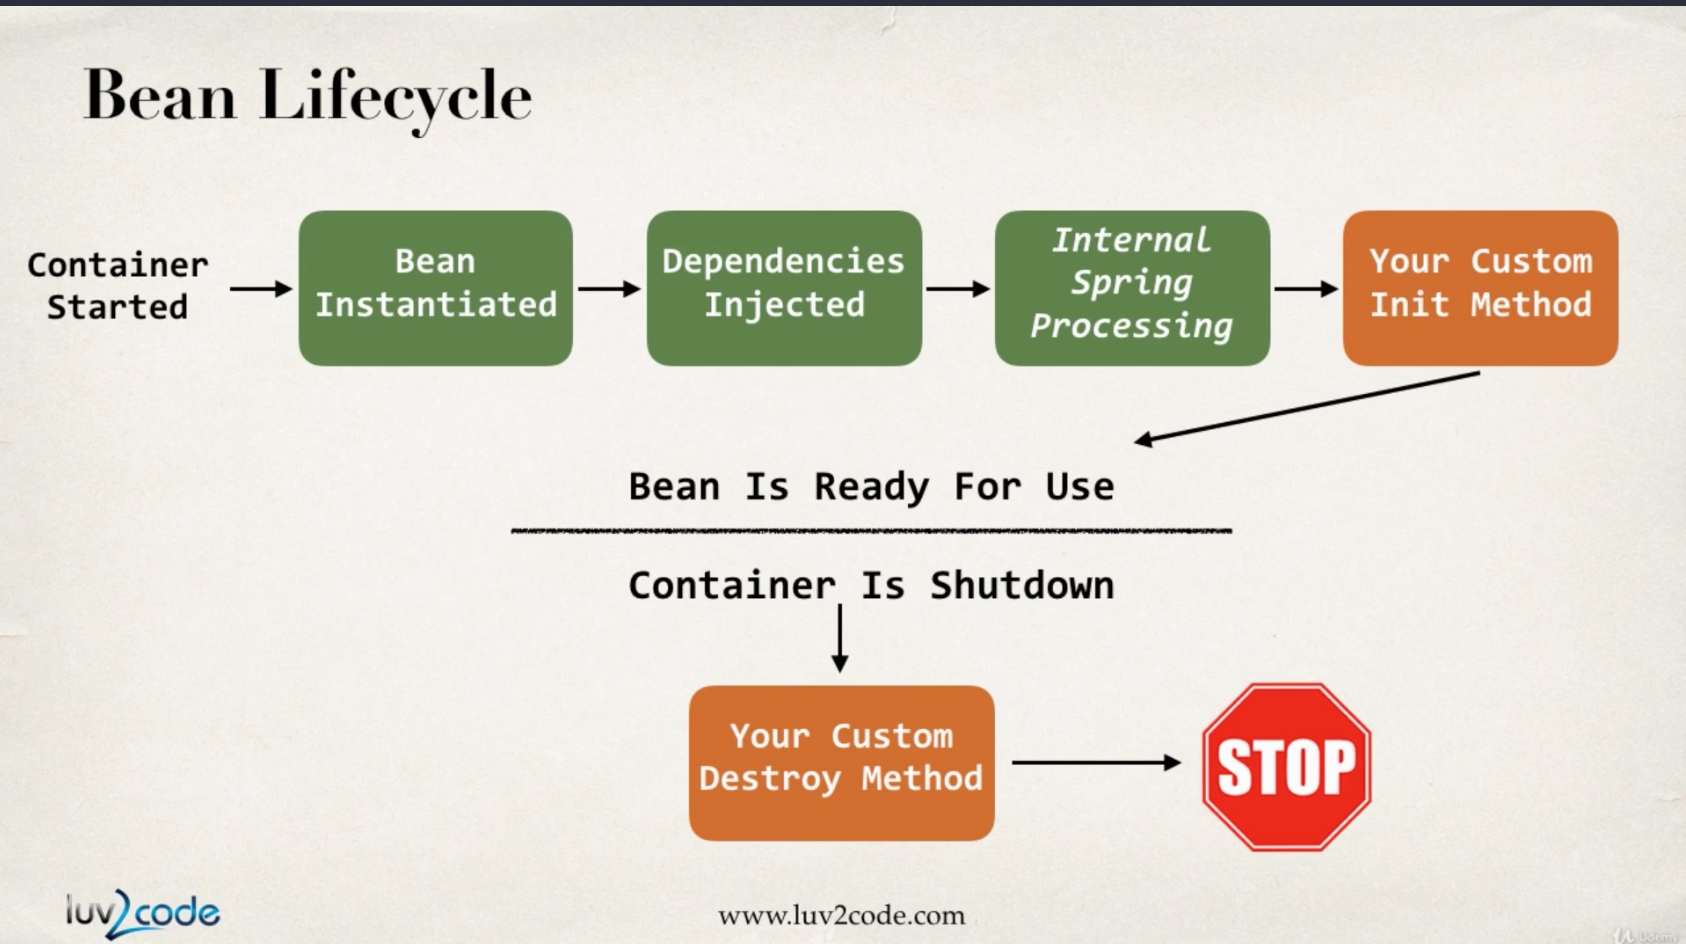 Bean Lifecycle
Container
Started
Bean
Instantiated
Dependencies
Injected
Internal
Spring
Processing
Your Custom
Init Method
Bean Is Ready For Use
Container Is Shutdown
Your Custom
Destroy Method
STOP
luv2code
www.luv2code.com
Udemy